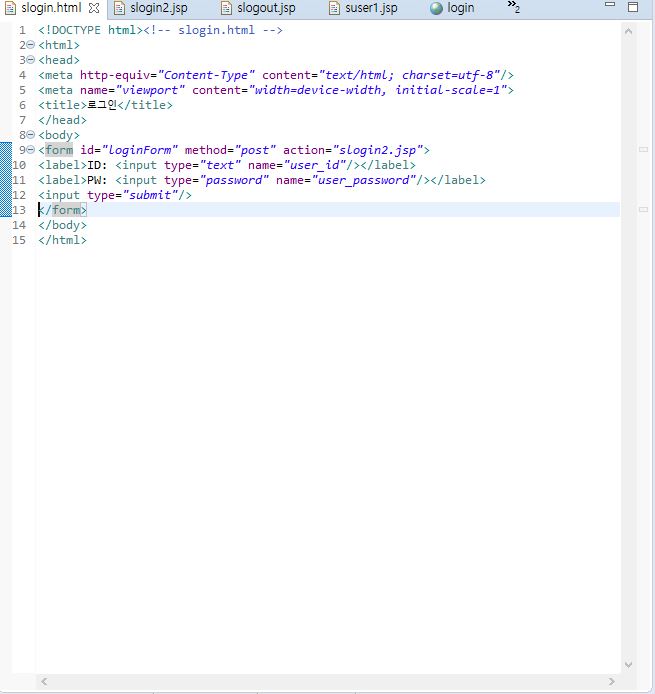 slogin.html slogin2.jsp slogout.jsp suser1.jsp login »2
1 <!DOCTYPE html><!-- slogin.html -->
2 <html>
3 <head>
4 <meta http-equiv="Content-Type" content="text/html; charset=utf-8"/>
5 <meta name="viewport" content="width=device-width, initial-scale=1">
6 <title>로그인</title>
7 </head>
8 <body>
9 <form id="loginForm" method="post" action="slogin2.jsp">
10 <label>ID: <input type="text" name="user_id"/></label>
11 <label>PW: <input type="password" name="user_password"/></label>
12 <input type="submit"/>
13 </form>
14 </body>
15 </html>